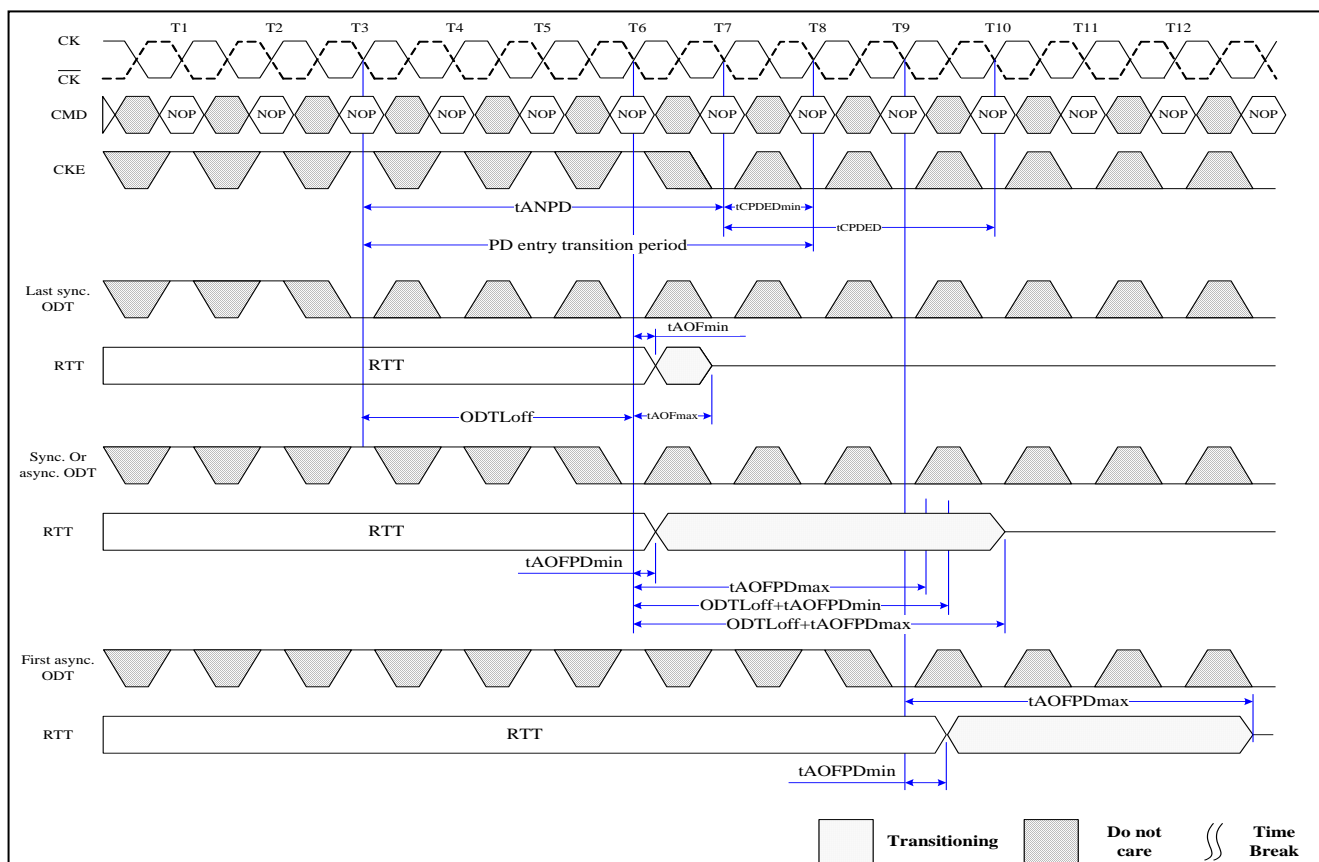 T1 T2 T3 T4 T5 T6 T7 T8 T9 T10 T11 T12
CK
CK
CMD NOP NOP NOP NOP NOP NOP NOP NOP NOP NOP NOP NOP NOP
CKE
tANPD tCPDEDmin
tCPDED
PD entry transition period
Last sync.
ODT
tAOFmin
RTT RTT
ODTLoff tAOFmax
Sync. Or
async. ODT
RTT RTT
tAOFPDmin
tAOFPDmax
ODTLoff+tAOFPDmin
ODTLoff+tAOFPDmax
First async.
ODT
tAOFPDmax
RTT RTT
tAOFPDmin
Transitioning
Do not
care
Time
Break